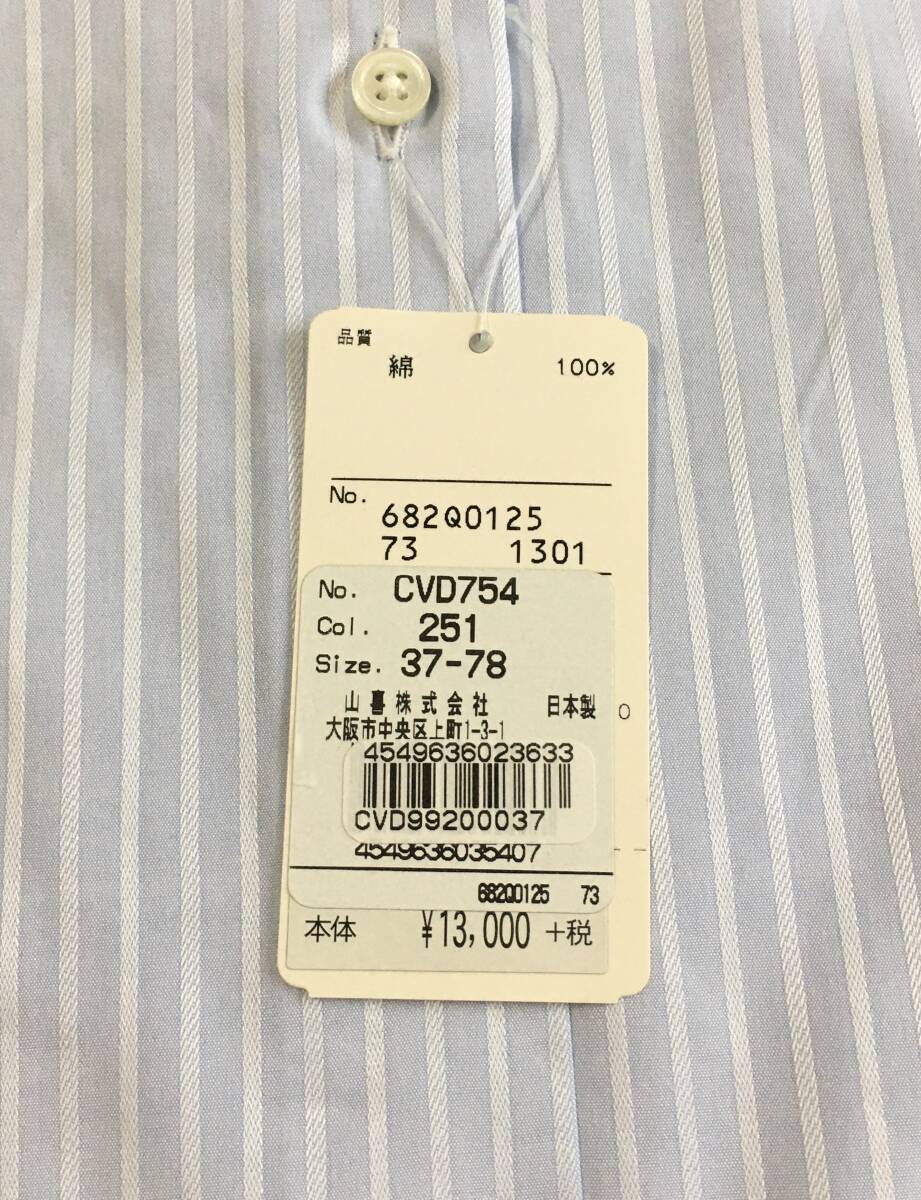 品質
綿 100%
No.
682Q0125
73 1301
No. CVD754
Col. 251
Size. 37-78
山喜株式会社 日本製
0
大阪市中央区上町1-3-1
4549636023633
CVD99200037
4549636035407
682Q0125 73
本体 ¥13,000 +税